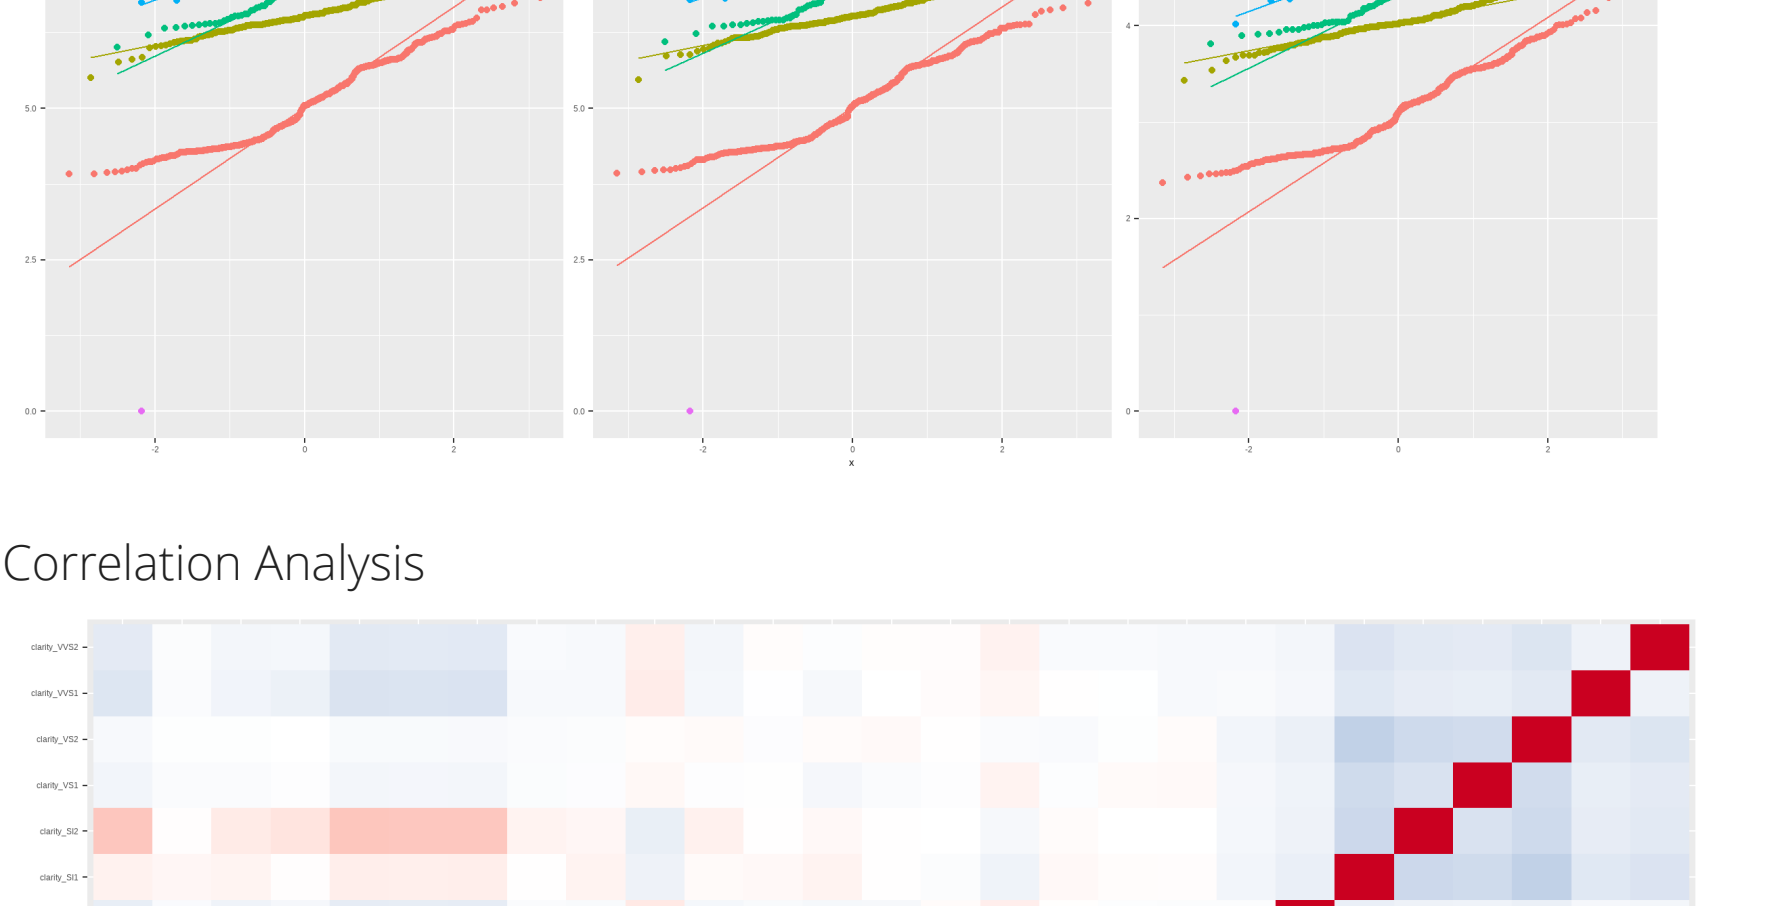 4
5.0
5.0
2
2.5
2.5
0.0
0.0
0
-2 0 2
-2 0 2
-2 0 2
x
Correlation Analysis
clarity_VVS2
clarity_VVS1
clarity_VS2
clarity_VS1
clarity_SI2
clarity_SI1